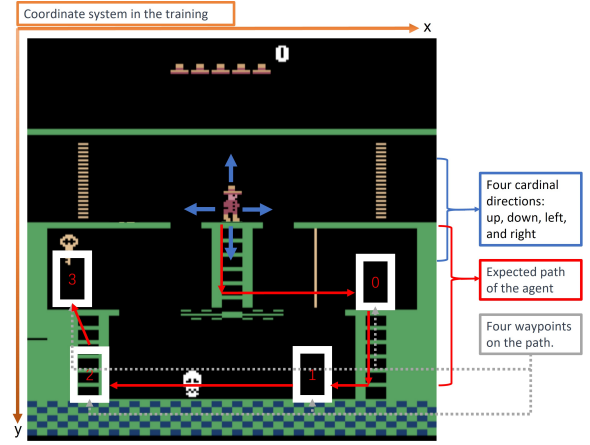 Coordinate system in the training
x
0
Four cardinal
directions:
up, down, left,
and right
Expected path
of the agent
3
0
Four waypoints
on the path.
2
1
y